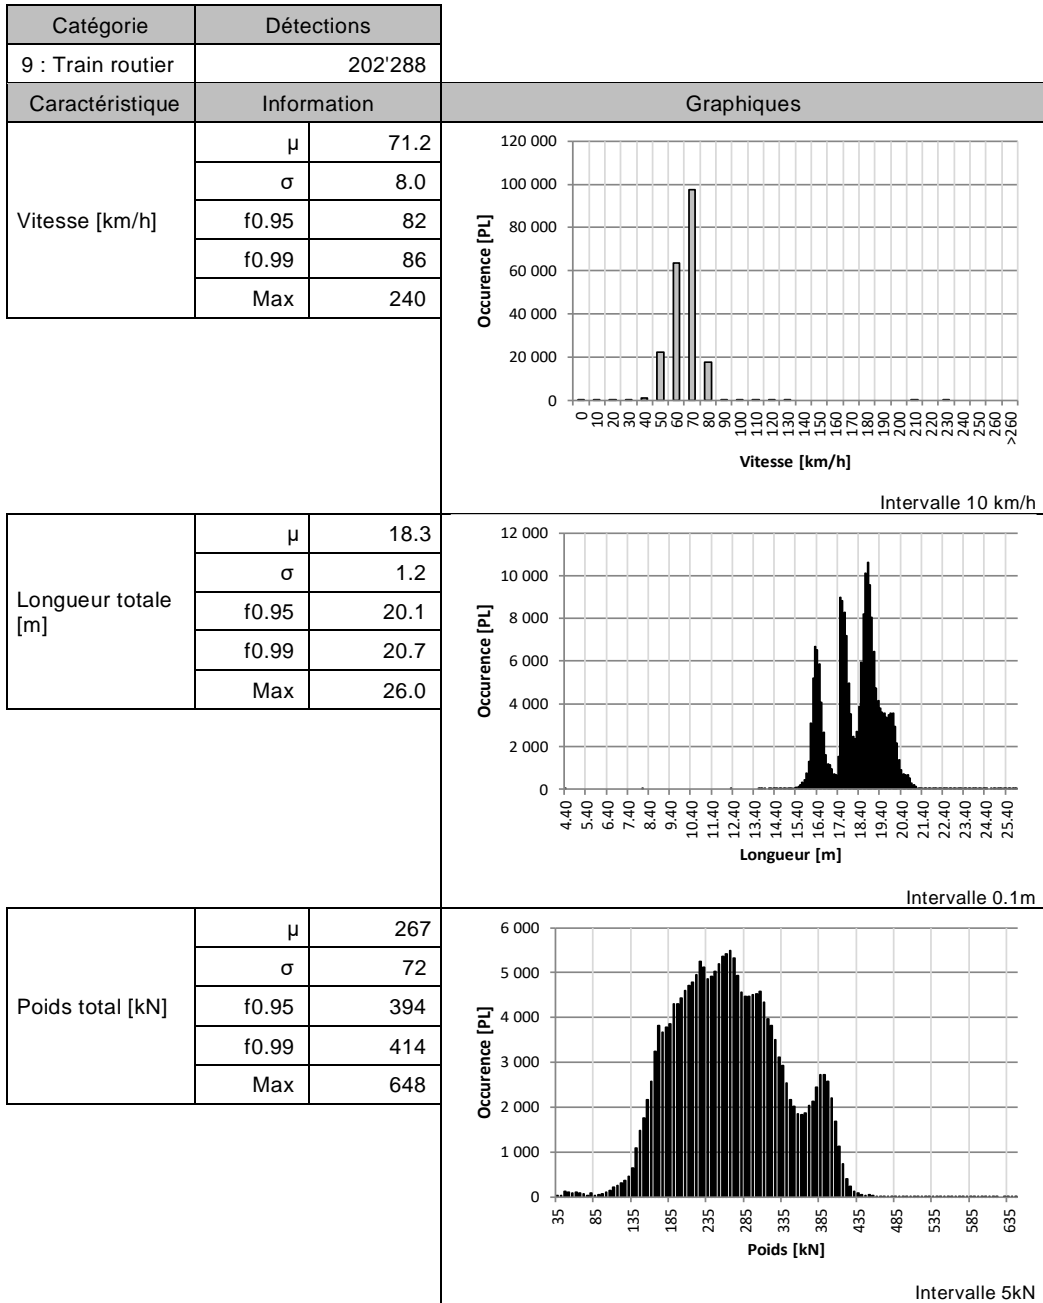 Catégorie Détections
9 : Train routier 202'288
Caractéristique Information Graphiques
Vitesse [km/h]
µ 71.2
σ 8.0
f0.95 82
f0.99 86
Max 240
120 000
100 000
80 000
60 000
40 000
20 000
0
Occurence [PL]
0 10 20 30 40 50 60 70 80 90 100 110 120 130 140 150 160 170 180 190 200 210 220 230 240 250 260 >260
Vitesse [km/h]
Intervalle 10 km/h
Longueur totale
[m]
µ 18.3
σ 1.2
f0.95 20.1
f0.99 20.7
Max 26.0
12 000
10 000
8 000
6 000
4 000
2 000
0
Occurence [PL]
4.40 5.40 6.40 7.40 8.40 9.40 10.40 11.40 12.40 13.40 14.40 15.40 16.40 17.40 18.40 19.40 20.40 21.40 22.40 23.40 24.40 25.40
Longueur [m]
Intervalle 0.1m
Poids total [kN]
µ 267
σ 72
f0.95 394
f0.99 414
Max 648
6 000
5 000
4 000
3 000
2 000
1 000
0
Occurence [PL]
35 85 135 185 235 285 335 385 435 485 535 585 635
Poids [kN]
Intervalle 5kN